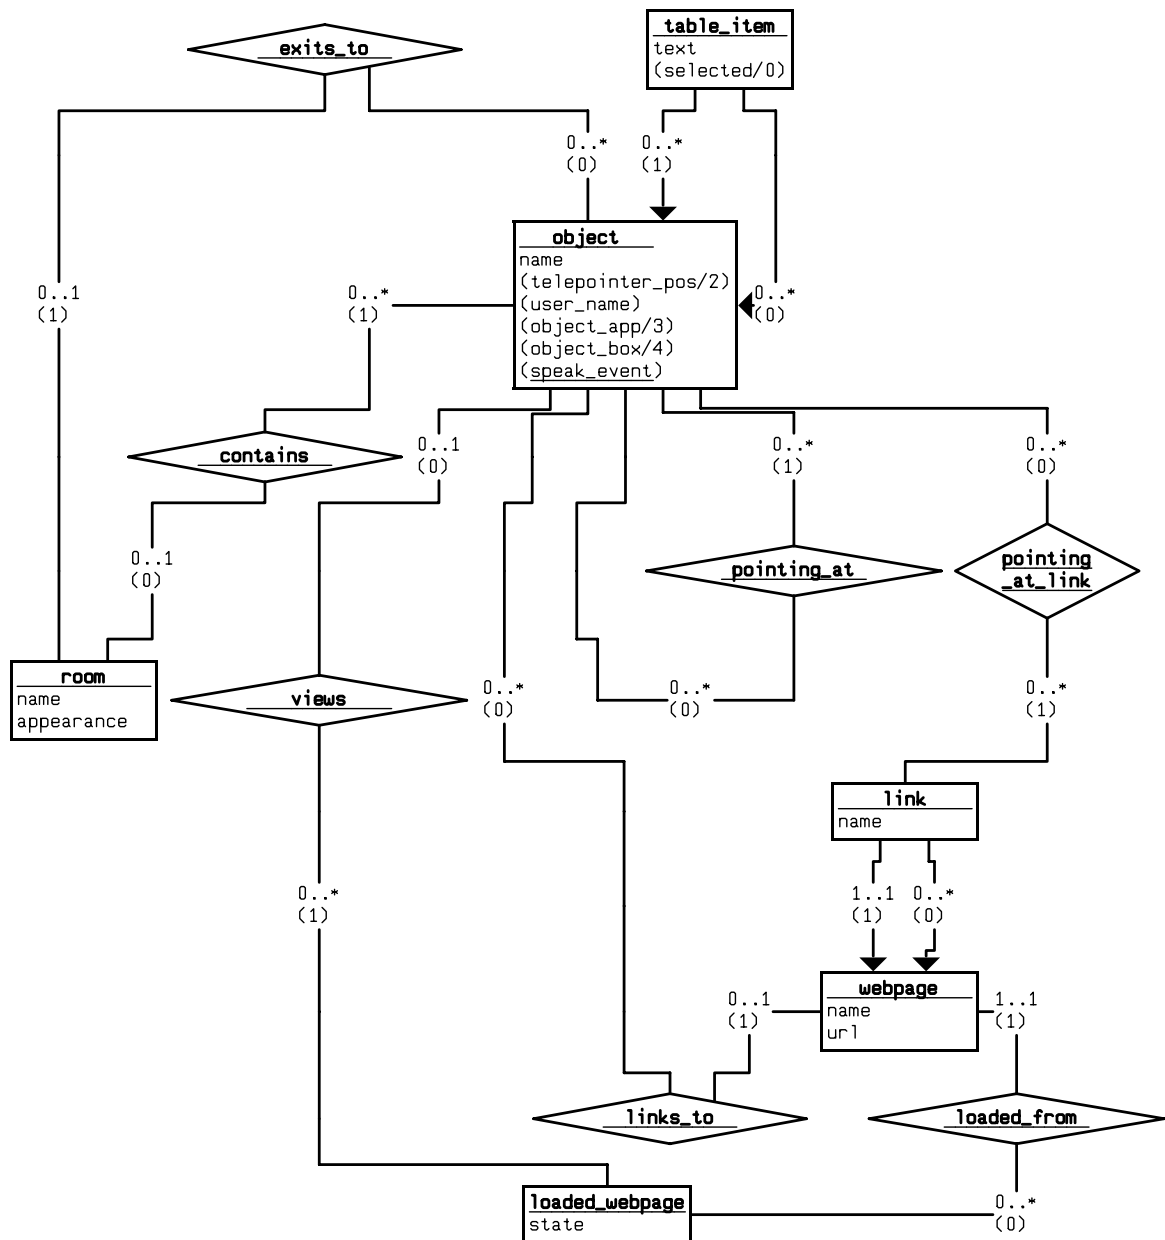 table_item
text
(selected/0)
exits_to
0..*
(0)
0..*
(1)
object
name
(telepointer_pos/2)
(user_name)
(object_app/3)
(object_box/4)
(speak_event)
0..1
(1)
0..*
(1)
0..*
(0)
contains
0..1
(0)
0..*
(1)
0..*
(0)
0..1
(0)
pointing_at
pointing
_at_link
room
name
appearance
views
0..*
(0)
0..*
(0)
0..*
(1)
link
name
0..*
(1)
1..1
(1)
0..*
(0)
webpage
name
url
0..1
(1)
1..1
(1)
links_to
loaded_from
loaded_webpage
state
0..*
(0)